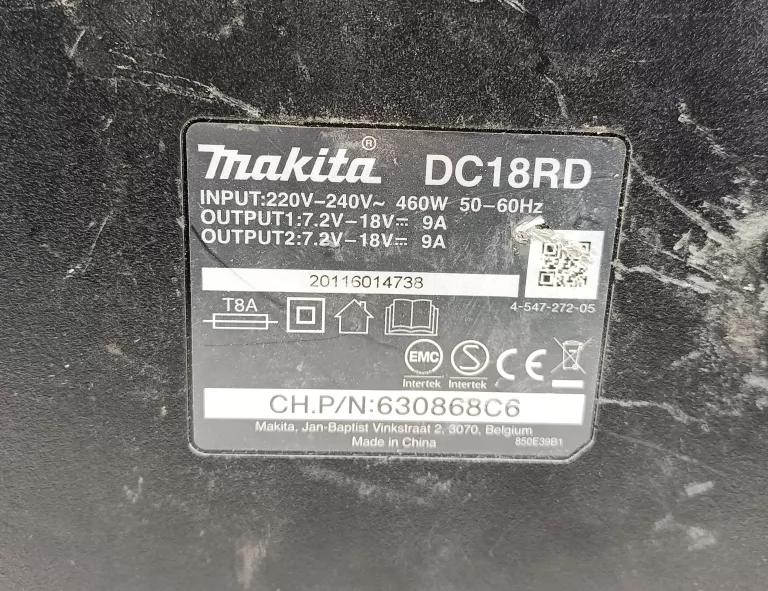 makita® DC18RD
INPUT:220V–240V~ 460W 50–60Hz
OUTPUT1:7.2V–18V⎓ 9A
OUTPUT2:7.2V–18V⎓ 9A
20116014738
4-547-272-05
T8A
EMC
S
CE
Intertek Intertek
CH.P/N:630868C6
Makita, Jan-Baptist Vinkstraat 2, 3070, Belgium
Made in China
850E39B1